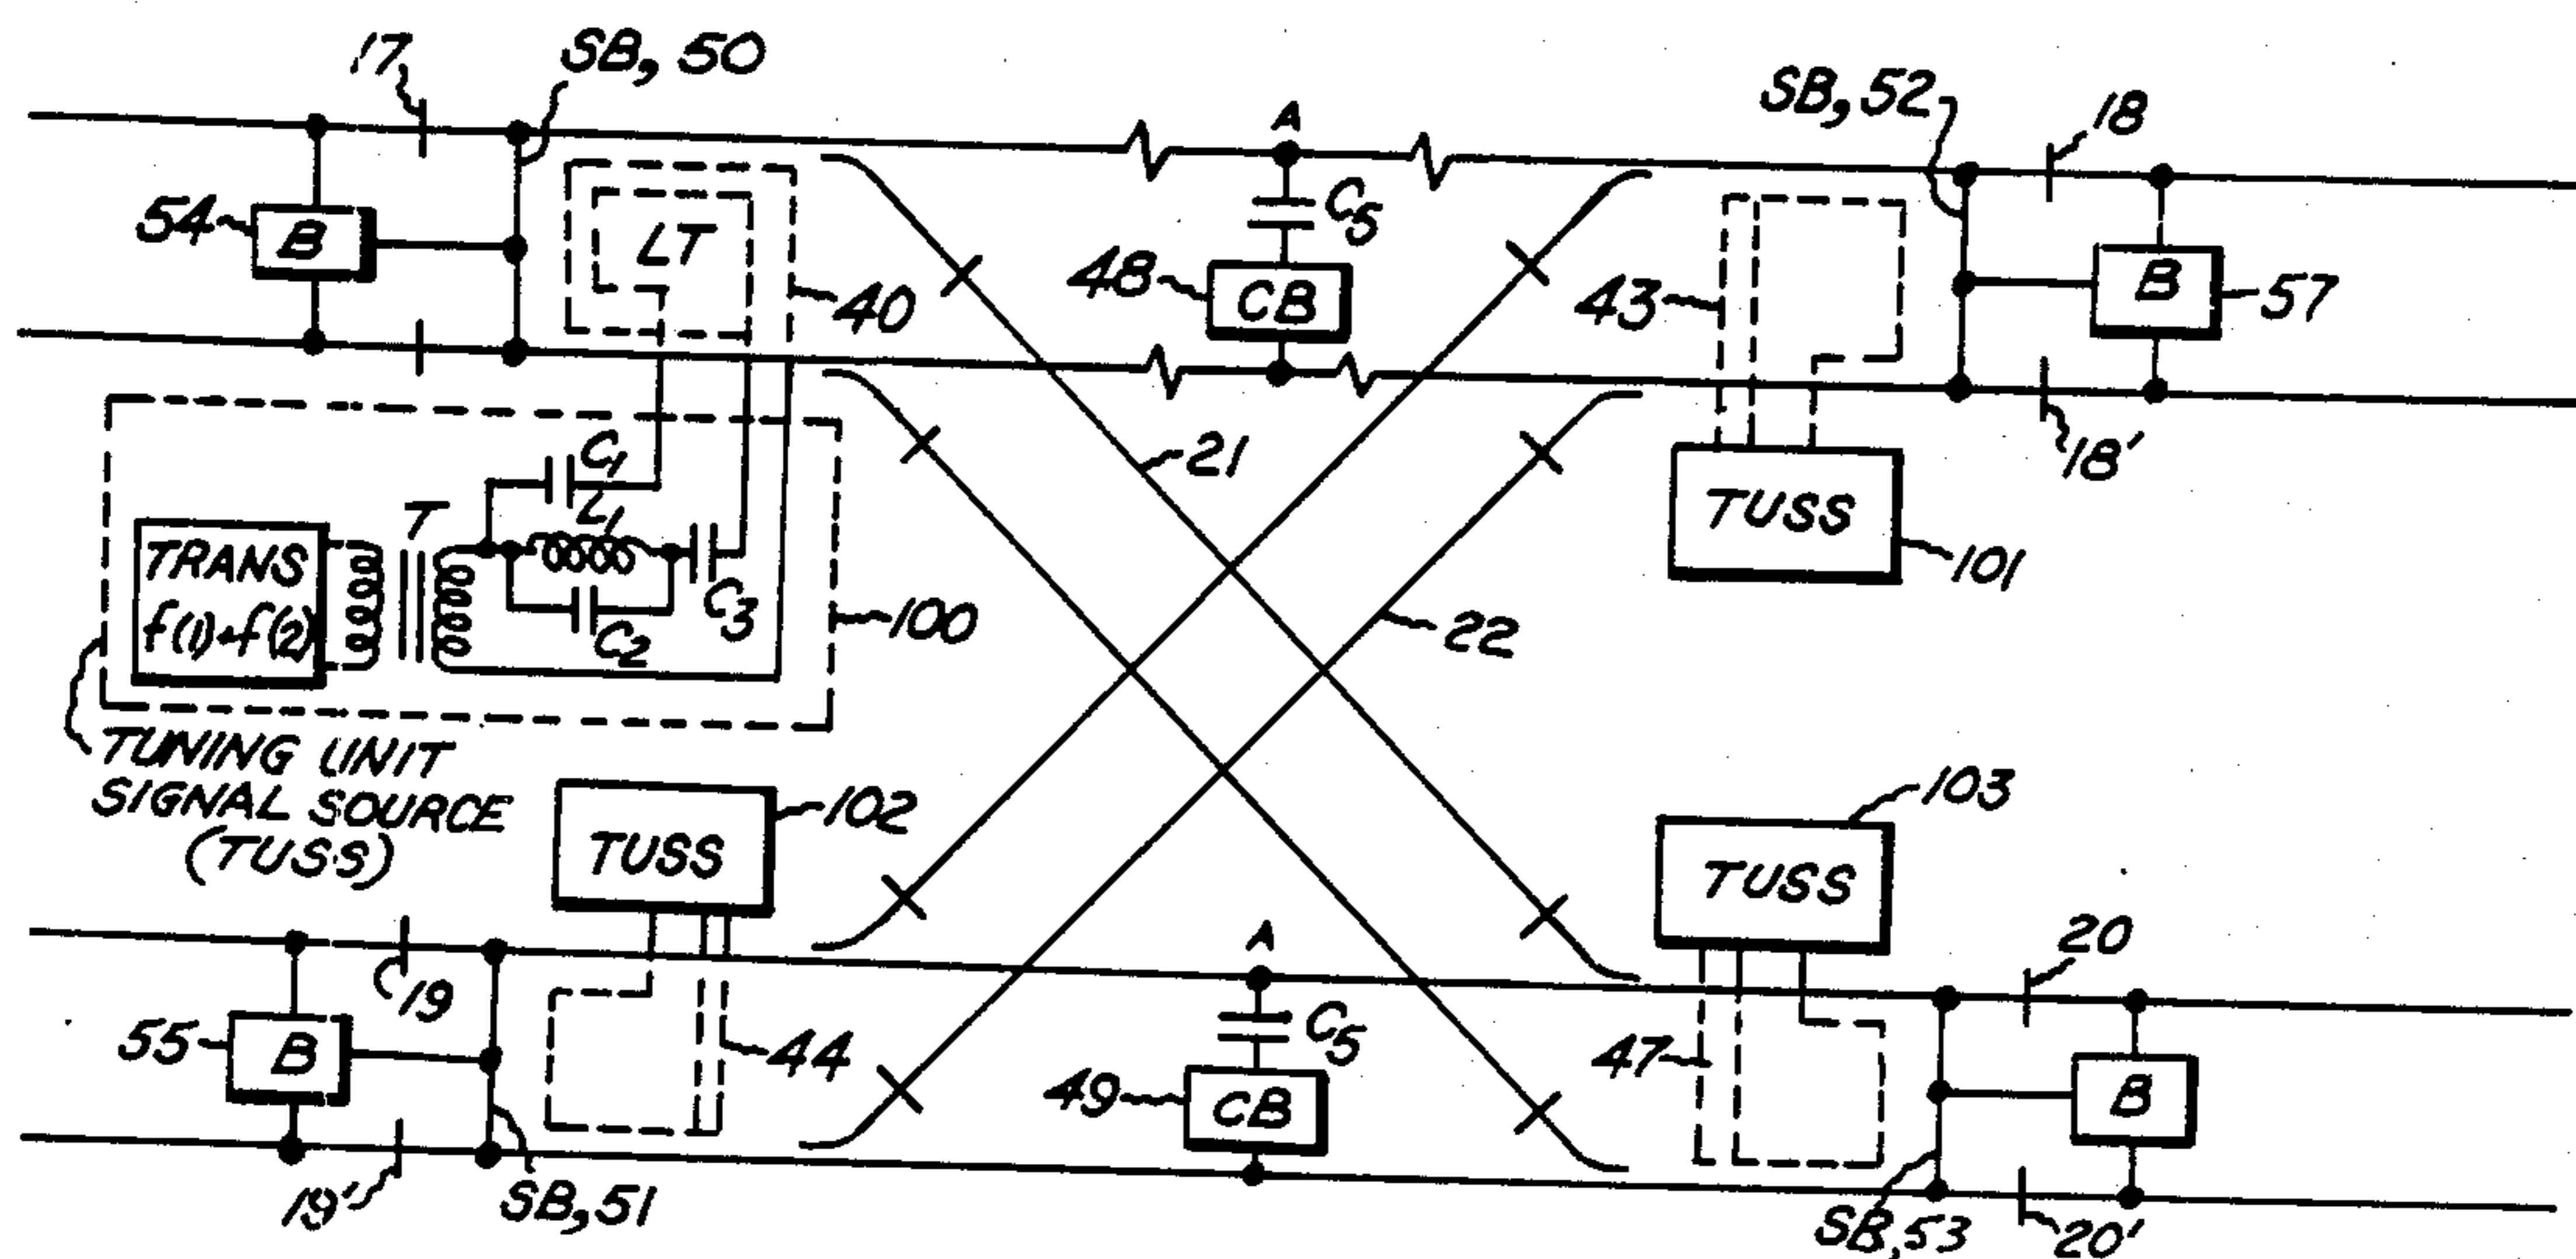 17
SB, 50
A
SB, 52
18
54
B
LT
40
C5
48
CB
43
B
57
18'
21
C1
L1
T
TRANS
f(1)+f(2)
C2
C3
100
22
TUSS
101
TUNING UNIT
SIGNAL SOURCE
(TUSS)
TUSS
102
TUSS
103
19
A
20
55
B
44
C5
49
CB
47
B
19'
SB, 51
SB, 53
20'